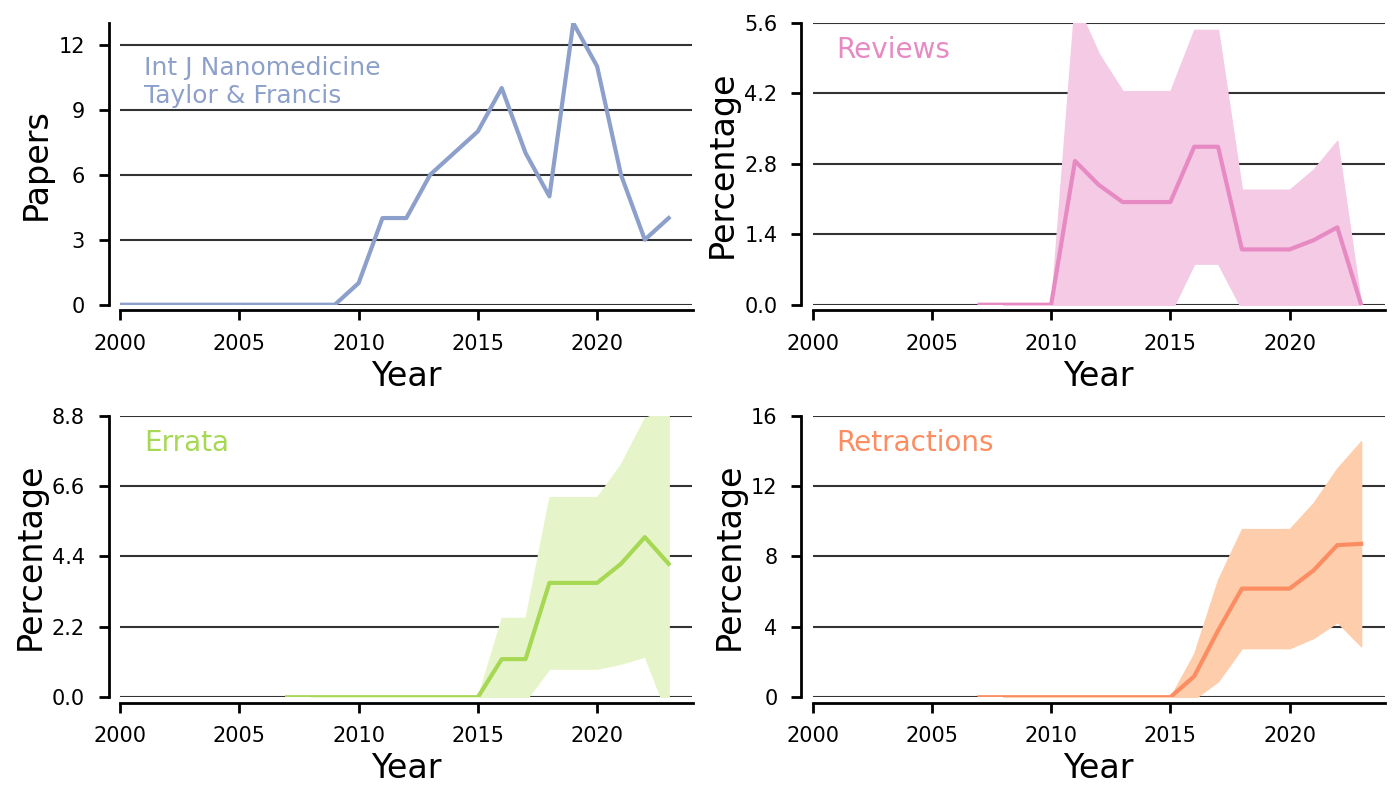 12
9
6
3
0
Papers
Int J Nanomedicine
Taylor & Francis
2000 2005 2010 2015 2020
Year
5.6
4.2
2.8
1.4
0.0
Percentage
Reviews
2000 2005 2010 2015 2020
Year
8.8
6.6
4.4
2.2
0.0
Percentage
Errata
2000 2005 2010 2015 2020
Year
16
12
8
4
0
Percentage
Retractions
2000 2005 2010 2015 2020
Year